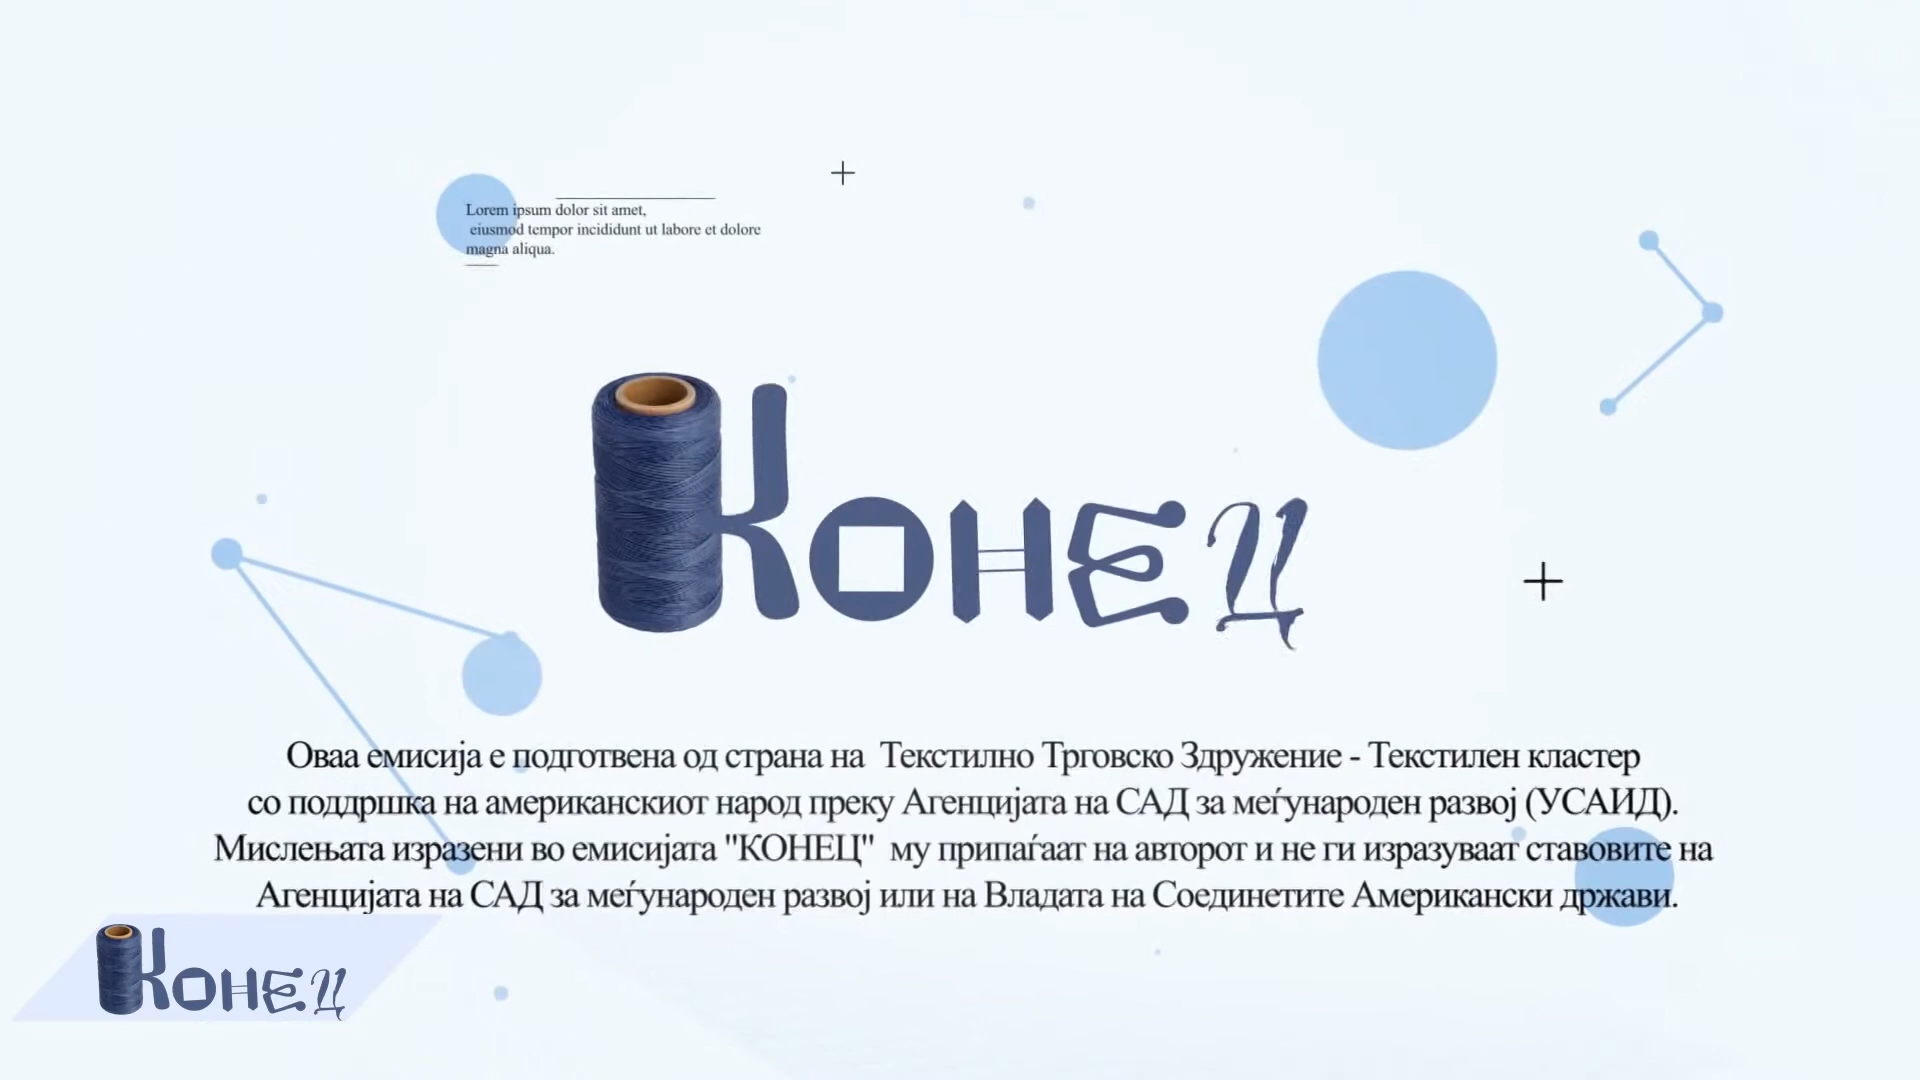 Lorem ipsum dolor sit amet,
eiusmod tempor incididunt ut labore et dolore
magna aliqua.
Конец
Оваа емисија е подготвена од страна на Текстилно Трговско Здружение - Текстилен кластер
со поддршка на американскиот народ преку Агенцијата на САД за меѓународен развој (УСАИД).
Мислењата изразени во емисијата "КОНЕЦ" му припаѓаат на авторот и не ги изразуваат ставовите на
Агенцијата на САД за меѓународен развој или на Владата на Соединетите Американски држави.
Конец